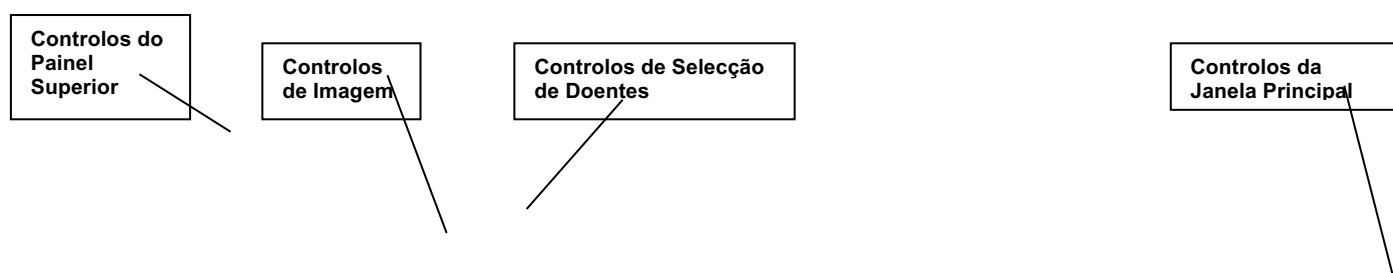 Controlos do
Painel
Superior
Controlos
de Imagem
Controlos de Selecção
de Doentes
Controlos da
Janela Principal